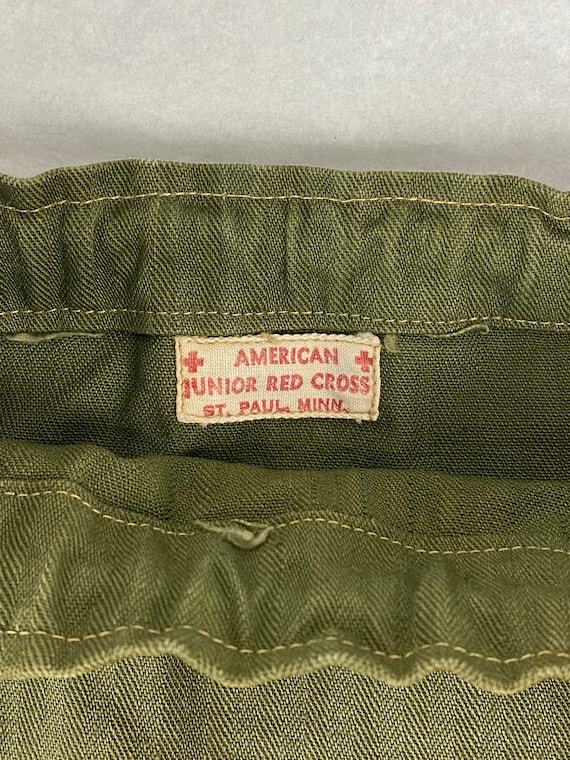 AMERICAN
JUNIOR RED CROSS
ST. PAUL, MINN.